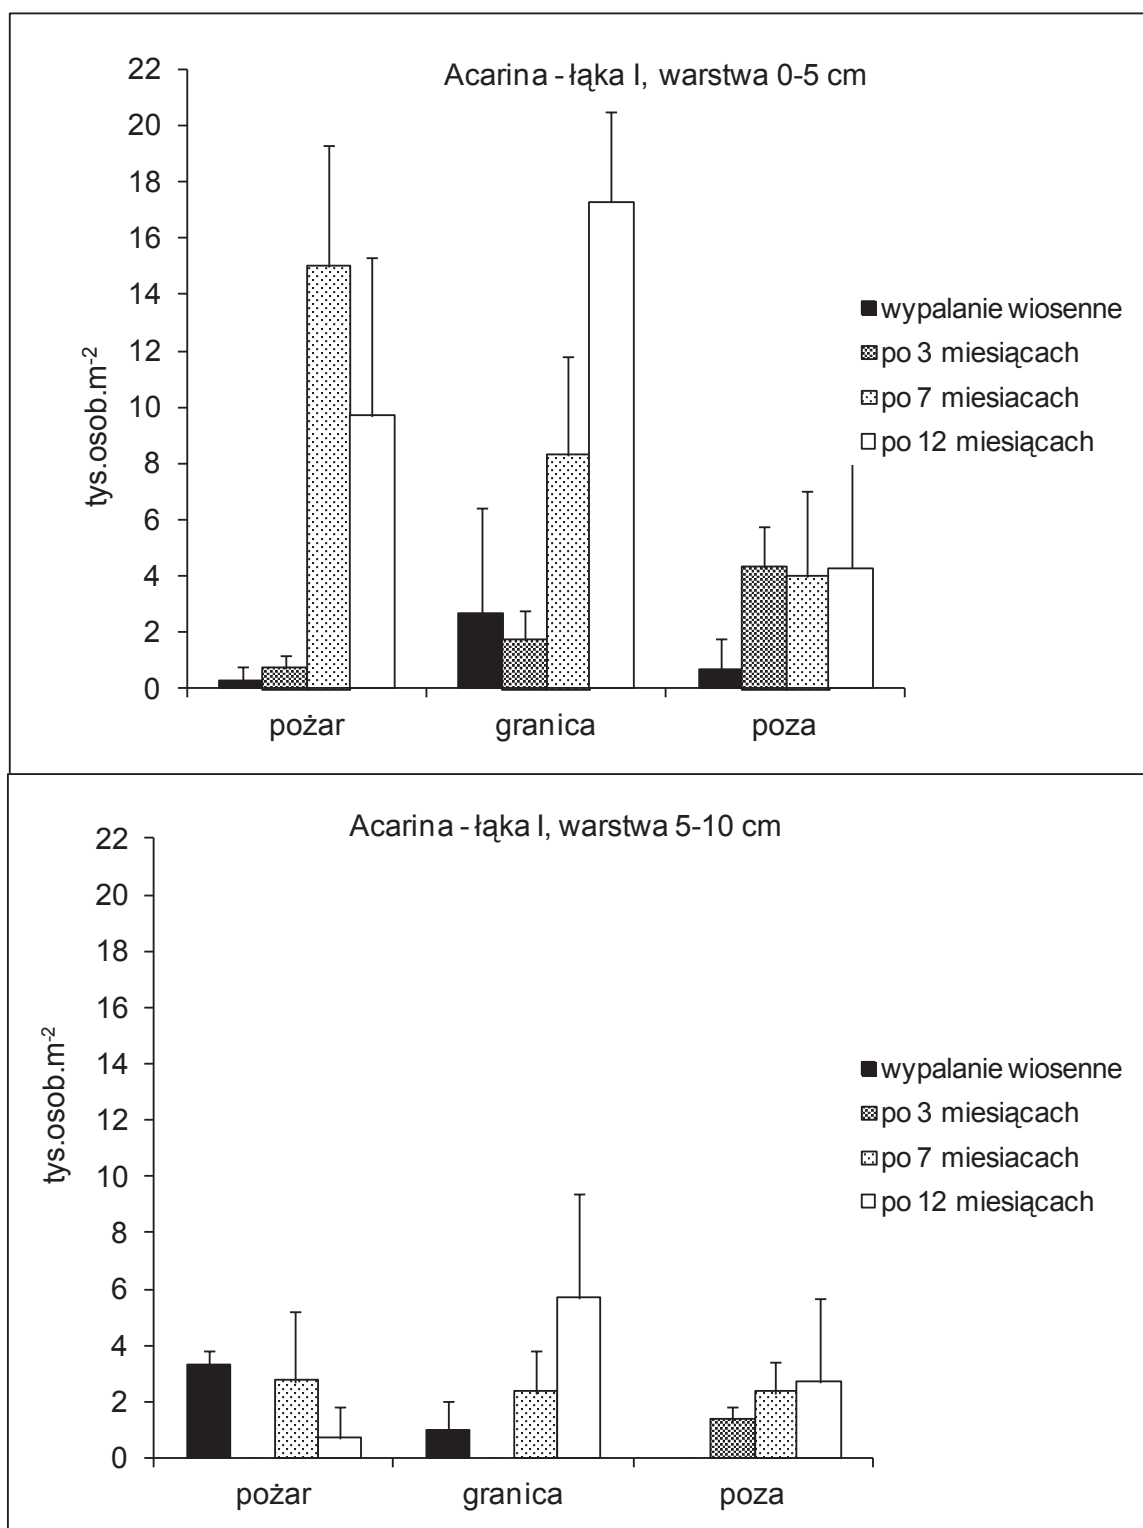 Acarina - łąka I, warstwa 0-5 cm
22
20
18
16
14
12
10
8
6
4
2
0
tys.osob.m⁻²
pożar granica poza
wypalanie wiosenne
po 3 miesiącach
po 7 miesiacach
po 12 miesiącach
Acarina - łąka I, warstwa 5-10 cm
22
20
18
16
14
12
10
8
6
4
2
0
tys.osob.m⁻²
pożar granica poza
wypalanie wiosenne
po 3 miesiącach
po 7 miesiacach
po 12 miesiącach